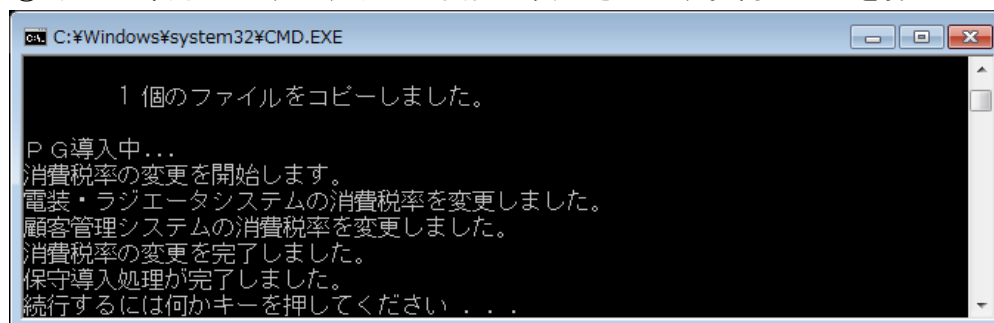 C:¥Windows¥system32¥CMD.EXE
1 個のファイルをコピーしました。
ＰＧ導入中...
消費税率の変更を開始します。
電装・ラジエータシステムの消費税率を変更しました。
顧客管理システムの消費税率を変更しました。
消費税率の変更を完了しました。
保守導入処理が完了しました。
続行するには何かキーを押してください . . .